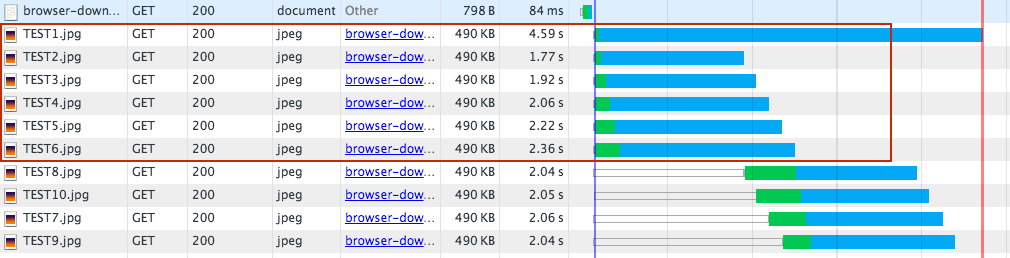 browser-down... GET 200 document Other 798 B 84 ms
TEST1.jpg GET 200 jpeg browser-dow... 490 KB 4.59 s
TEST2.jpg GET 200 jpeg browser-dow... 490 KB 1.77 s
TEST3.jpg GET 200 jpeg browser-dow... 490 KB 1.92 s
TEST4.jpg GET 200 jpeg browser-dow... 490 KB 2.06 s
TEST5.jpg GET 200 jpeg browser-dow... 490 KB 2.22 s
TEST6.jpg GET 200 jpeg browser-dow... 490 KB 2.36 s
TEST8.jpg GET 200 jpeg browser-dow... 490 KB 2.04 s
TEST10.jpg GET 200 jpeg browser-dow... 490 KB 2.05 s
TEST7.jpg GET 200 jpeg browser-dow... 490 KB 2.06 s
TEST9.jpg GET 200 jpeg browser-dow... 490 KB 2.04 s